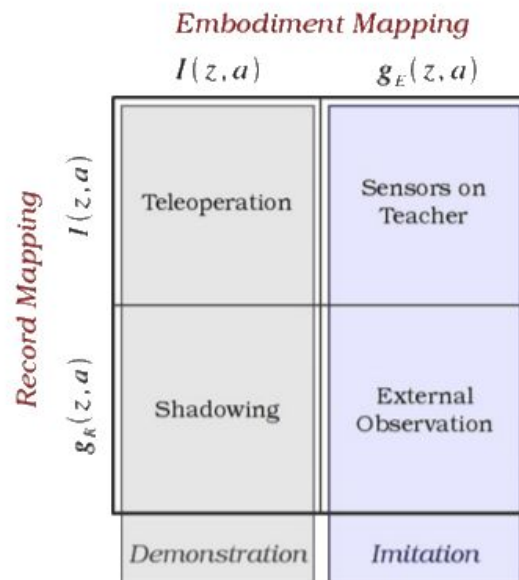 Embodiment Mapping
I(z,a) g_E(z,a)
Record Mapping
I(z,a)
Teleoperation
Sensors on
Teacher
g_R(z,a)
Shadowing
External
Observation
Demonstration Imitation